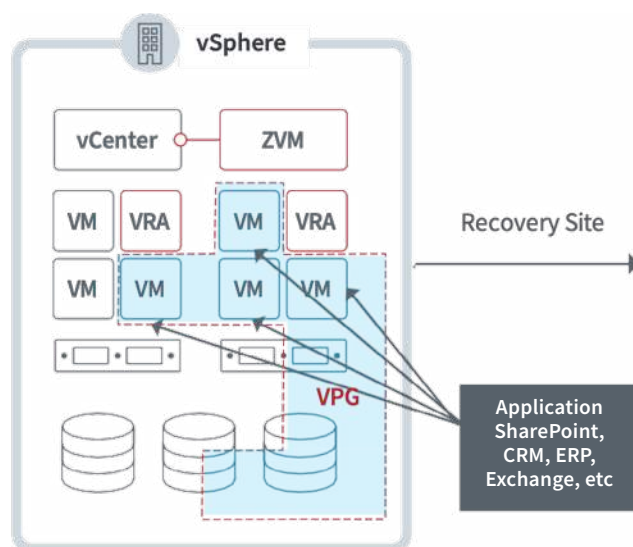 vSphere
vCenter
ZVM
VM
VRA
VM
VRA
Recovery Site
VM
VM
VM
VM
VPG
Application
SharePoint,
CRM, ERP,
Exchange, etc